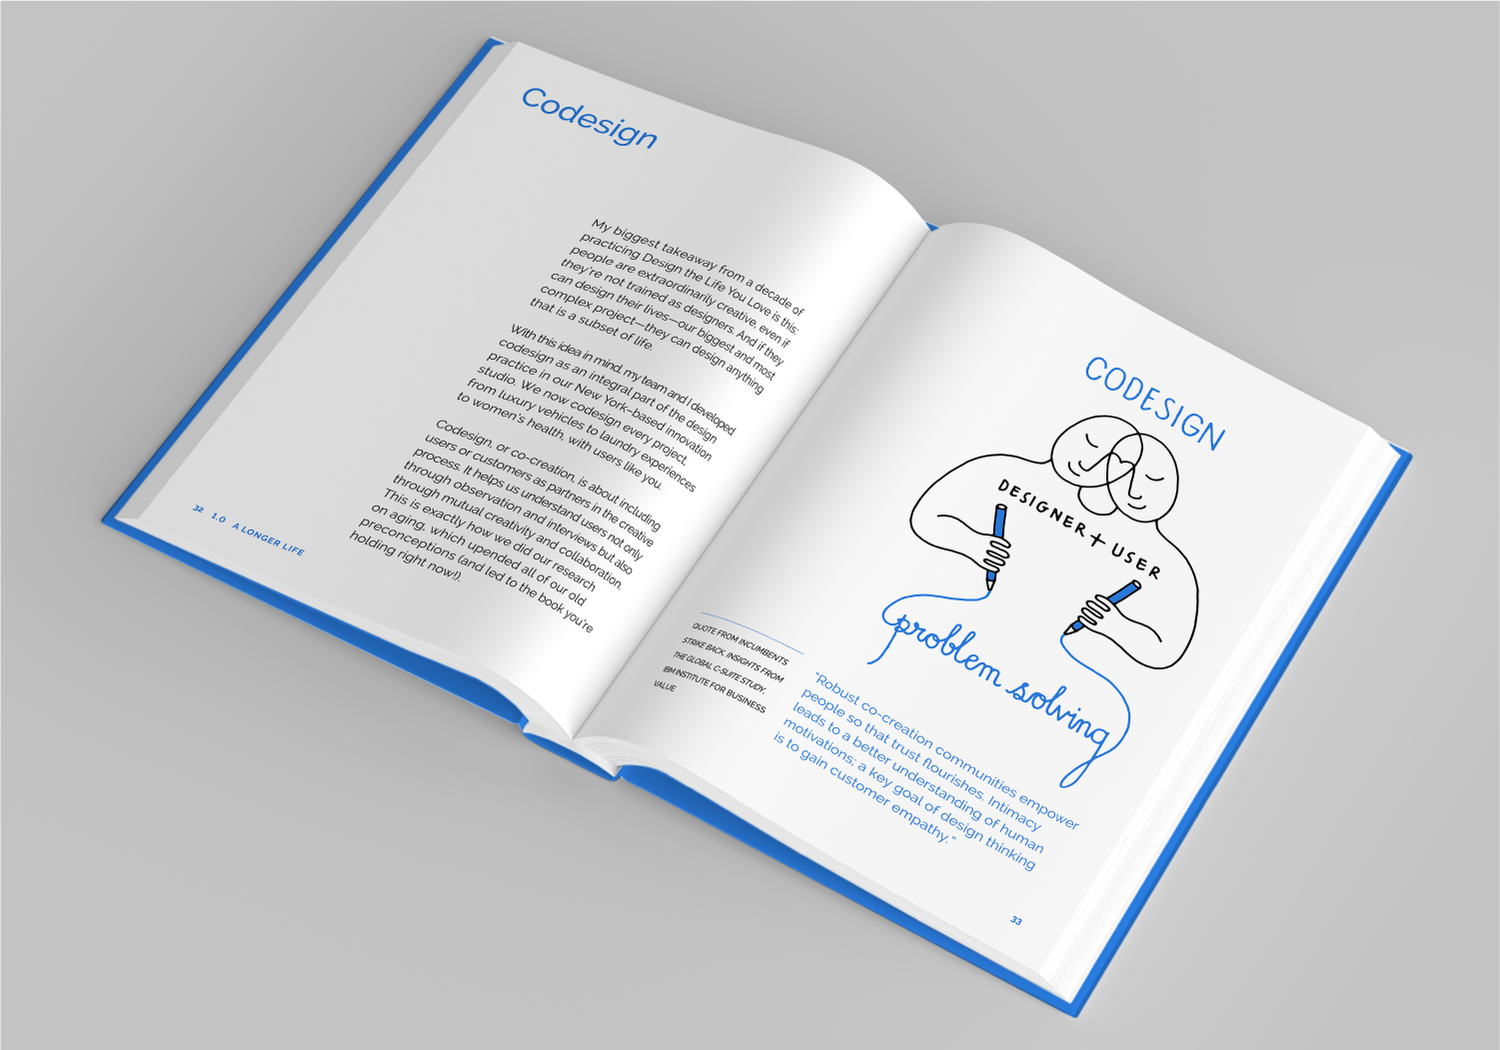 Codesign
My biggest takeaway from a decade of
practicing Design the Life You Love is this:
people are extraordinarily creative, even if
they're not trained as designers. And if they
can design their lives—our biggest and most
complex project—they can design anything
that is a subset of life.
With this idea in mind, my team and I developed
codesign as an integral part of the design
practice in our New York–based innovation
studio. We now codesign every project,
from luxury vehicles to laundry experiences
to women's health, with users like you.
Codesign, or co-creation, is about including
users or customers as partners in the creative
process. It helps us understand users not only
through observation and interviews but also
through mutual creativity and collaboration.
This is exactly how we did our research
on aging, which upended all of our old
preconceptions (and led to the book you're
holding right now!).
32 1.0 A LONGER LIFE
CODESIGN
DESIGNER + USER
problem solving
QUOTE FROM INCUMBENTS
STRIKE BACK. INSIGHTS FROM
THE GLOBAL C-SUITE STUDY,
IBM INSTITUTE FOR BUSINESS
VALUE
"Robust co-creation communities empower
people so that trust flourishes. Intimacy
leads to a better understanding of human
motivations; a key goal of design thinking
is to gain customer empathy."
33